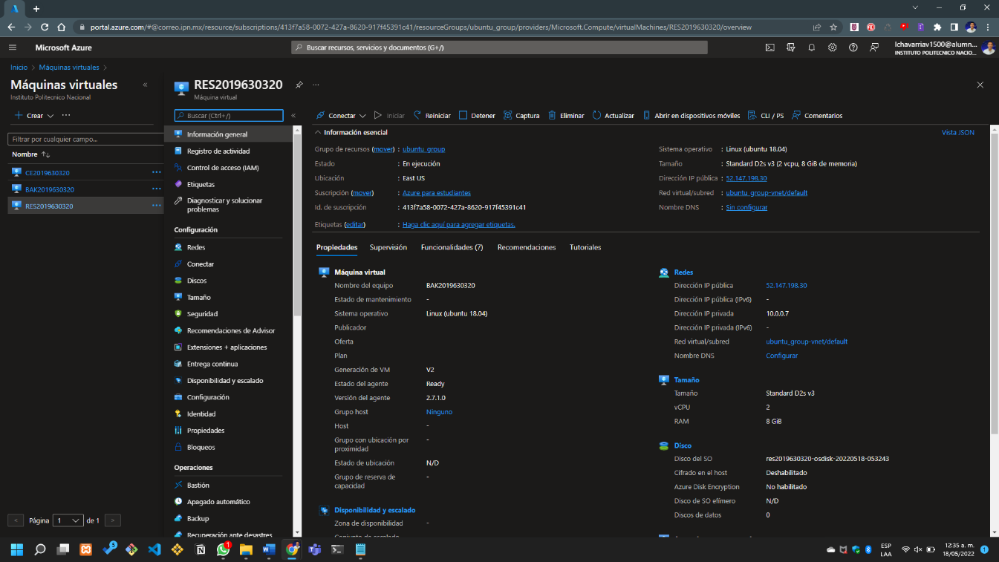 portal.azure.com/#@correo.ipn.mx/resource/subscriptions/413f7a58-0072-427a-8620-917f45391c41/resourceGroups/ubuntu_group/providers/Microsoft.Compute/virtualMachines/RES2019630320/overview
Microsoft Azure
Buscar recursos, servicios y documentos (G+/)
lchavarriav1500@alumn...
INSTITUTO POLITECNICO NACIO...
Inicio > Máquinas virtuales >
Máquinas virtuales
Instituto Politecnico Nacional
+ Crear ...
Filtrar por cualquier campo...
Nombre ↑↓
CE2019630320 ...
BAK2019630320 ...
RES2019630320 ...
< Página 1 de 1 >
RES2019630320 ...
Máquina virtual
Buscar (Ctrl+/)
Información general
Registro de actividad
Control de acceso (IAM)
Etiquetas
Diagnosticar y solucionar
problemas
Configuración
Redes
Conectar
Discos
Tamaño
Seguridad
Recomendaciones de Advisor
Extensiones + aplicaciones
Entrega continua
Disponibilidad y escalado
Configuración
Identidad
Propiedades
Bloqueos
Operaciones
Bastión
Apagado automático
Backup
Recuperación ante desastres
Conectar Iniciar Reiniciar Detener Captura Eliminar Actualizar Abrir en dispositivos móviles CLI / PS Comentarios
Información esencial
Vista JSON
Grupo de recursos (mover) : ubuntu_group
Estado : En ejecución
Ubicación : East US
Suscripción (mover) : Azure para estudiantes
Id. de suscripción : 413f7a58-0072-427a-8620-917f45391c41
Etiquetas (editar) : Haga clic aquí para agregar etiquetas.
Sistema operativo : Linux (ubuntu 18.04)
Tamaño : Standard D2s v3 (2 vcpu, 8 GiB de memoria)
Dirección IP pública : 52.147.198.30
Red virtual/subred : ubuntu_group-vnet/default
Nombre DNS : Sin configurar
Propiedades Supervisión Funcionalidades (7) Recomendaciones Tutoriales
Máquina virtual
Nombre del equipo BAK2019630320
Estado de mantenimiento -
Sistema operativo Linux (ubuntu 18.04)
Publicador
Oferta
Plan
Generación de VM V2
Estado del agente Ready
Versión del agente 2.7.1.0
Grupo host Ninguno
Host -
Grupo con ubicación por -
proximidad
Estado de ubicación N/D
Grupo de reserva de -
capacidad
Disponibilidad y escalado
Zona de disponibilidad -
Conjunto de escalado
Redes
Dirección IP pública 52.147.198.30
Dirección IP pública (IPv6) -
Dirección IP privada 10.0.0.7
Dirección IP privada (IPv6) -
Red virtual/subred ubuntu_group-vnet/default
Nombre DNS Configurar
Tamaño
Tamaño Standard D2s v3
vCPU 2
RAM 8 GiB
Disco
Disco del SO res2019630320-osdisk-20220518-053243
Cifrado en el host Deshabilitado
Azure Disk Encryption No habilitado
Disco de SO efímero N/D
Discos de datos 0
5
1
ESP
LAA
12:35 a. m.
18/05/2022
1